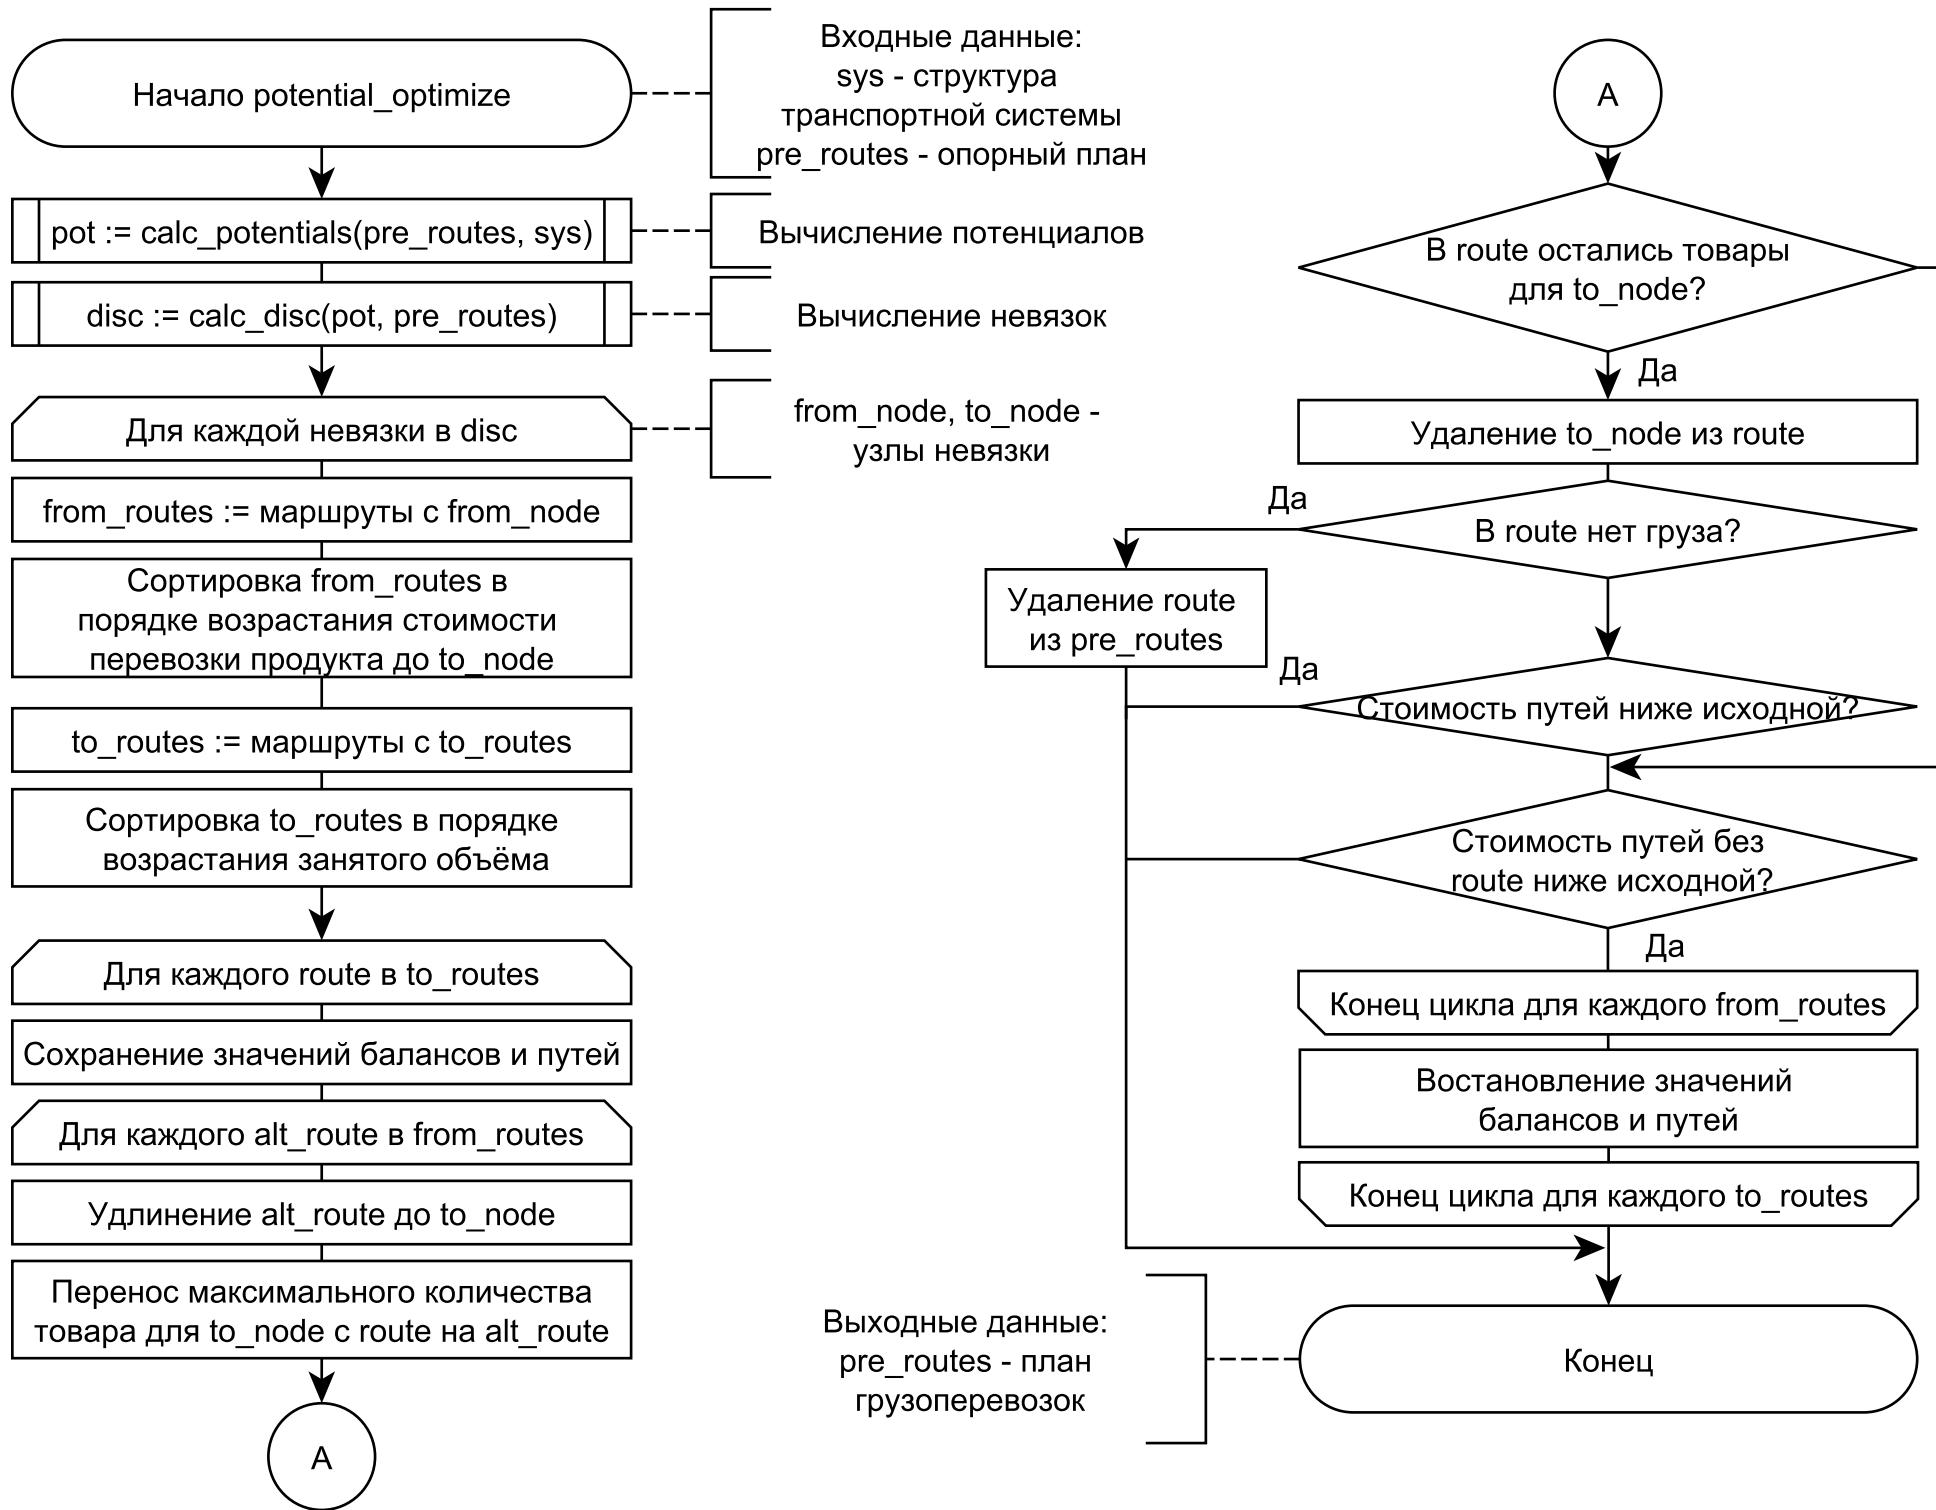 Начало potential_optimize
Входные данные:
sys - структура
транспортной системы
pre_routes - опорный план
pot := calc_potentials(pre_routes, sys)
Вычисление потенциалов
disc := calc_disc(pot, pre_routes)
Вычисление невязок
Для каждой невязки в disc
from_node, to_node -
узлы невязки
from_routes := маршруты с from_node
Сортировка from_routes в
порядке возрастания стоимости
перевозки продукта до to_node
to_routes := маршруты с to_routes
Сортировка to_routes в порядке
возрастания занятого объёма
Для каждого route в to_routes
Сохранение значений балансов и путей
Для каждого alt_route в from_routes
Удлинение alt_route до to_node
Перенос максимального количества
товара для to_node с route на alt_route
А
А
В route остались товары
для to_node?
Да
Удаление to_node из route
Да
В route нет груза?
Удаление route
из pre_routes
Да
Стоимость путей ниже исходной?
Стоимость путей без
route ниже исходной?
Да
Конец цикла для каждого from_routes
Востановление значений
балансов и путей
Конец цикла для каждого to_routes
Выходные данные:
pre_routes - план
грузоперевозок
Конец